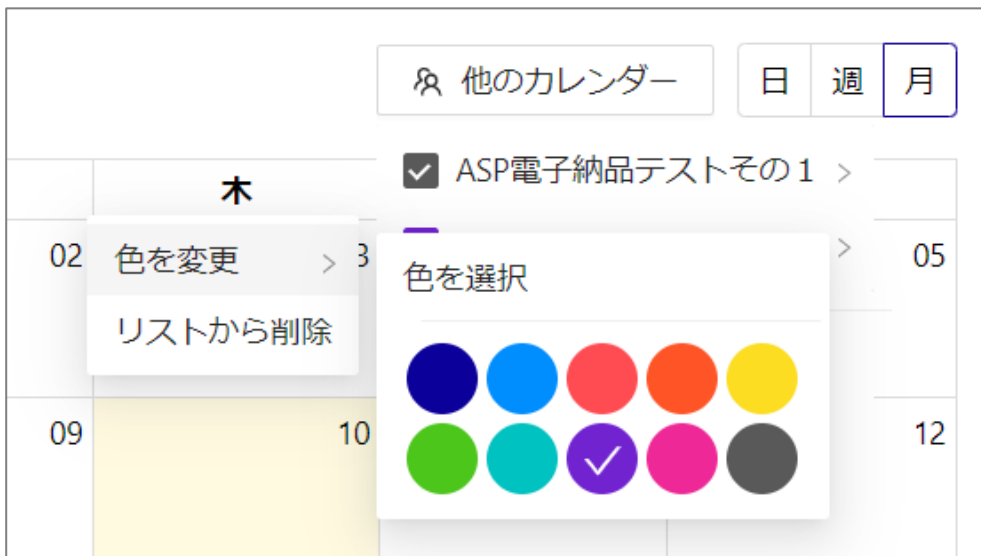 他のカレンダー
日 週 月
ASP電子納品テストその１
木
02 3 05
色を変更
リストから削除
色を選択
09 10 12